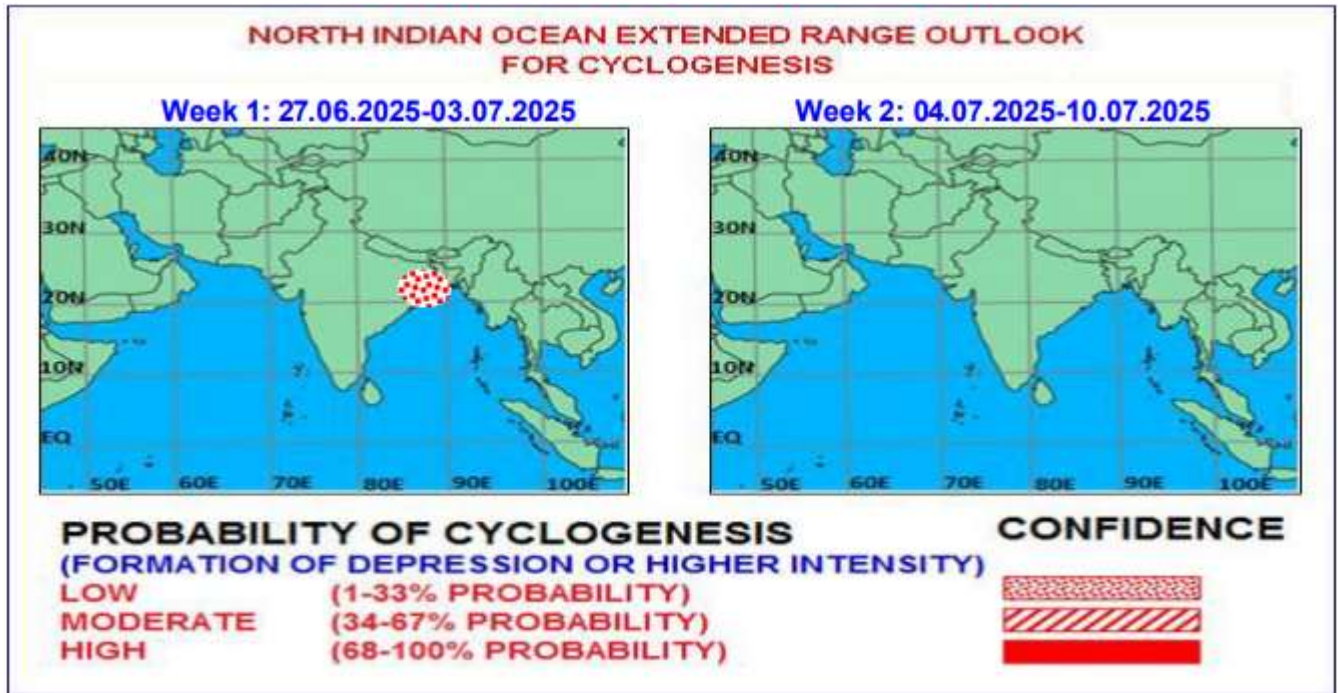 NORTH INDIAN OCEAN EXTENDED RANGE OUTLOOK
FOR CYCLOGENESIS
Week 1: 27.06.2025-03.07.2025
40N
30N
20N
10N
EQ
50E 60E 70E 80E 90E 100E
Week 2: 04.07.2025-10.07.2025
40N
30N
20N
10N
EQ
50E 60E 70E 80E 90E 100E
PROBABILITY OF CYCLOGENESIS CONFIDENCE
(FORMATION OF DEPRESSION OR HIGHER INTENSITY)
LOW (1-33% PROBABILITY)
MODERATE (34-67% PROBABILITY)
HIGH (68-100% PROBABILITY)